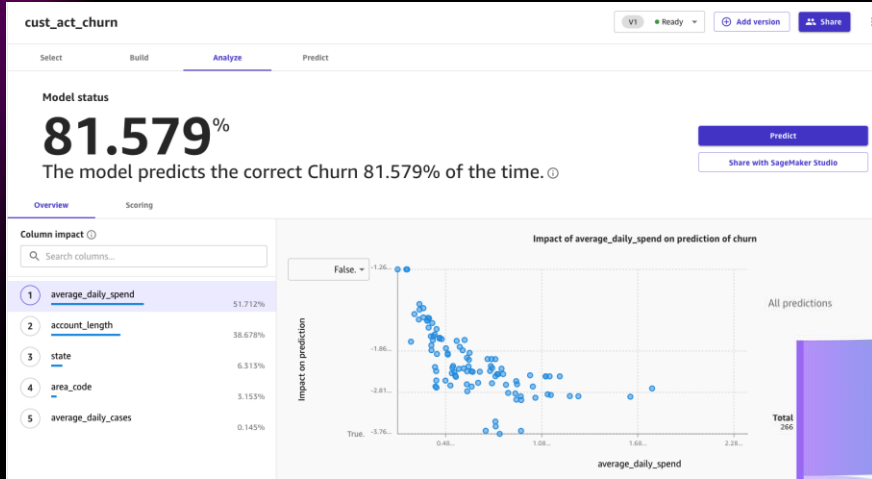 cust_act_churn
V1 Ready
Add version
Share
Select Build Analyze Predict
Model status
81.579%
The model predicts the correct Churn 81.579% of the time.
Predict
Share with SageMaker Studio
Overview Scoring
Column impact
Search columns...
1 average_daily_spend 51.712%
2 account_length 38.678%
3 state 6.313%
4 area_code 3.153%
5 average_daily_cases 0.145%
Impact of average_daily_spend on prediction of churn
False.
-1.26...
-1.86...
-2.81...
True. -3.76...
Impact on prediction
0.48... 1.08... 1.68... 2.28...
average_daily_spend
All predictions
Total
266